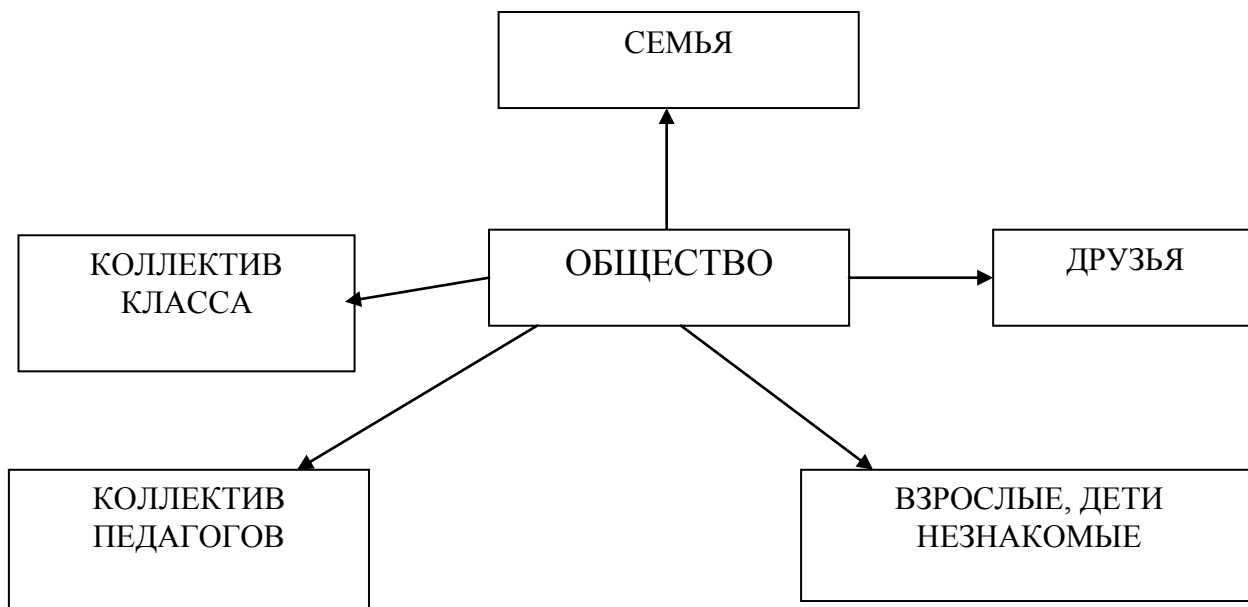 СЕМЬЯ
КОЛЛЕКТИВ
КЛАССА
ОБЩЕСТВО
ДРУЗЬЯ
КОЛЛЕКТИВ
ПЕДАГОГОВ
ВЗРОСЛЫЕ, ДЕТИ
НЕЗНАКОМЫЕ